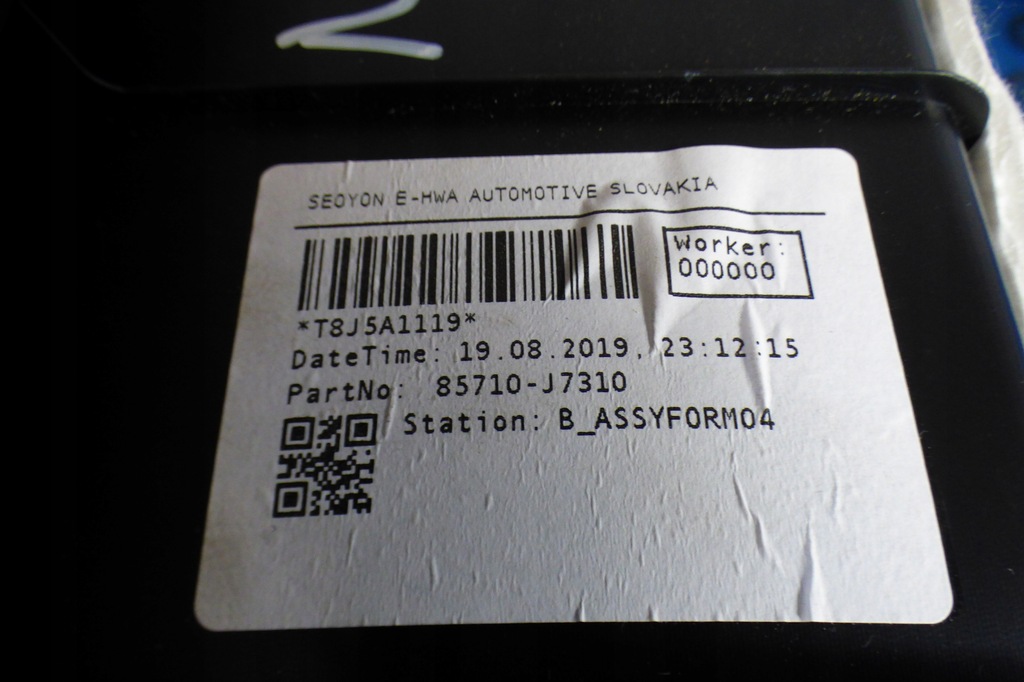 SEOYON E-HWA AUTOMOTIVE SLOVAKIA
Worker:
000000
*T8J5A1119*
DateTime: 19.08.2019, 23:12:15
PartNo: 85710-J7310
Station: B_ASSYFORM04